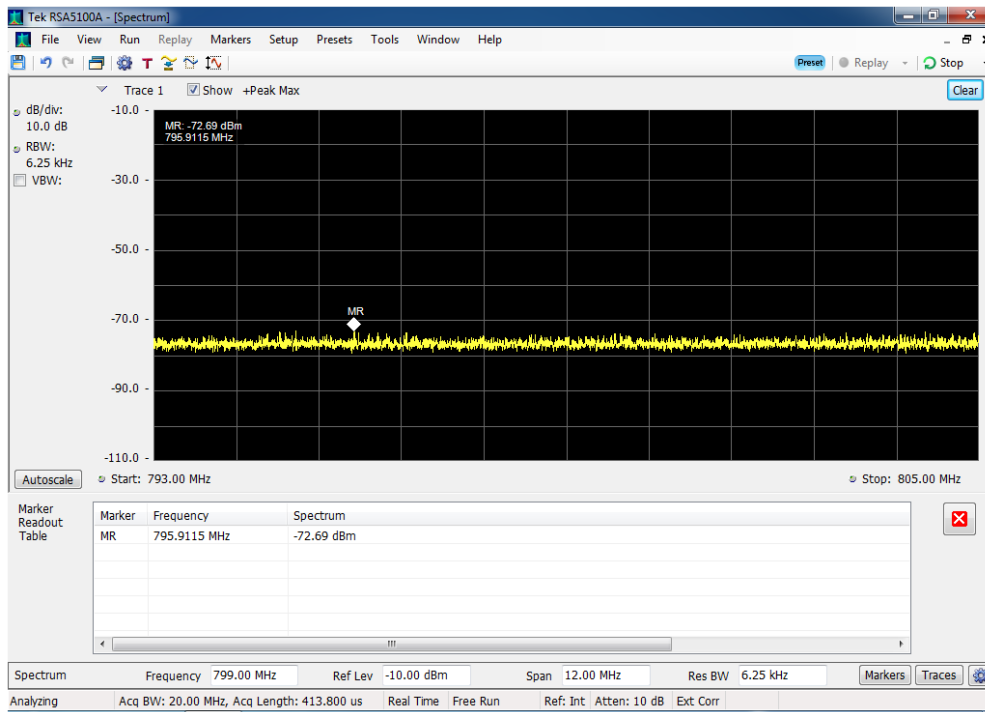 Tek RSA5100A - [Spectrum]
File View Run Replay Markers Setup Presets Tools Window Help
T Preset Replay Stop
Trace 1 Show +Peak Max Clear
dB/div:
10.0 dB
RBW:
6.25 kHz
VBW:
-10.0 -
MR: -72.69 dBm
795.9115 MHz
-30.0 -
-50.0 -
MR
-70.0 -
-90.0 -
-110.0 -
Autoscale Start: 793.00 MHz Stop: 805.00 MHz
Marker
Readout
Table
Marker Frequency Spectrum
MR 795.9115 MHz -72.69 dBm
Spectrum Frequency 799.00 MHz Ref Lev -10.00 dBm Span 12.00 MHz Res BW 6.25 kHz Markers Traces
Analyzing Acq BW: 20.00 MHz, Acq Length: 413.800 us Real Time Free Run Ref: Int Atten: 10 dB Ext Corr